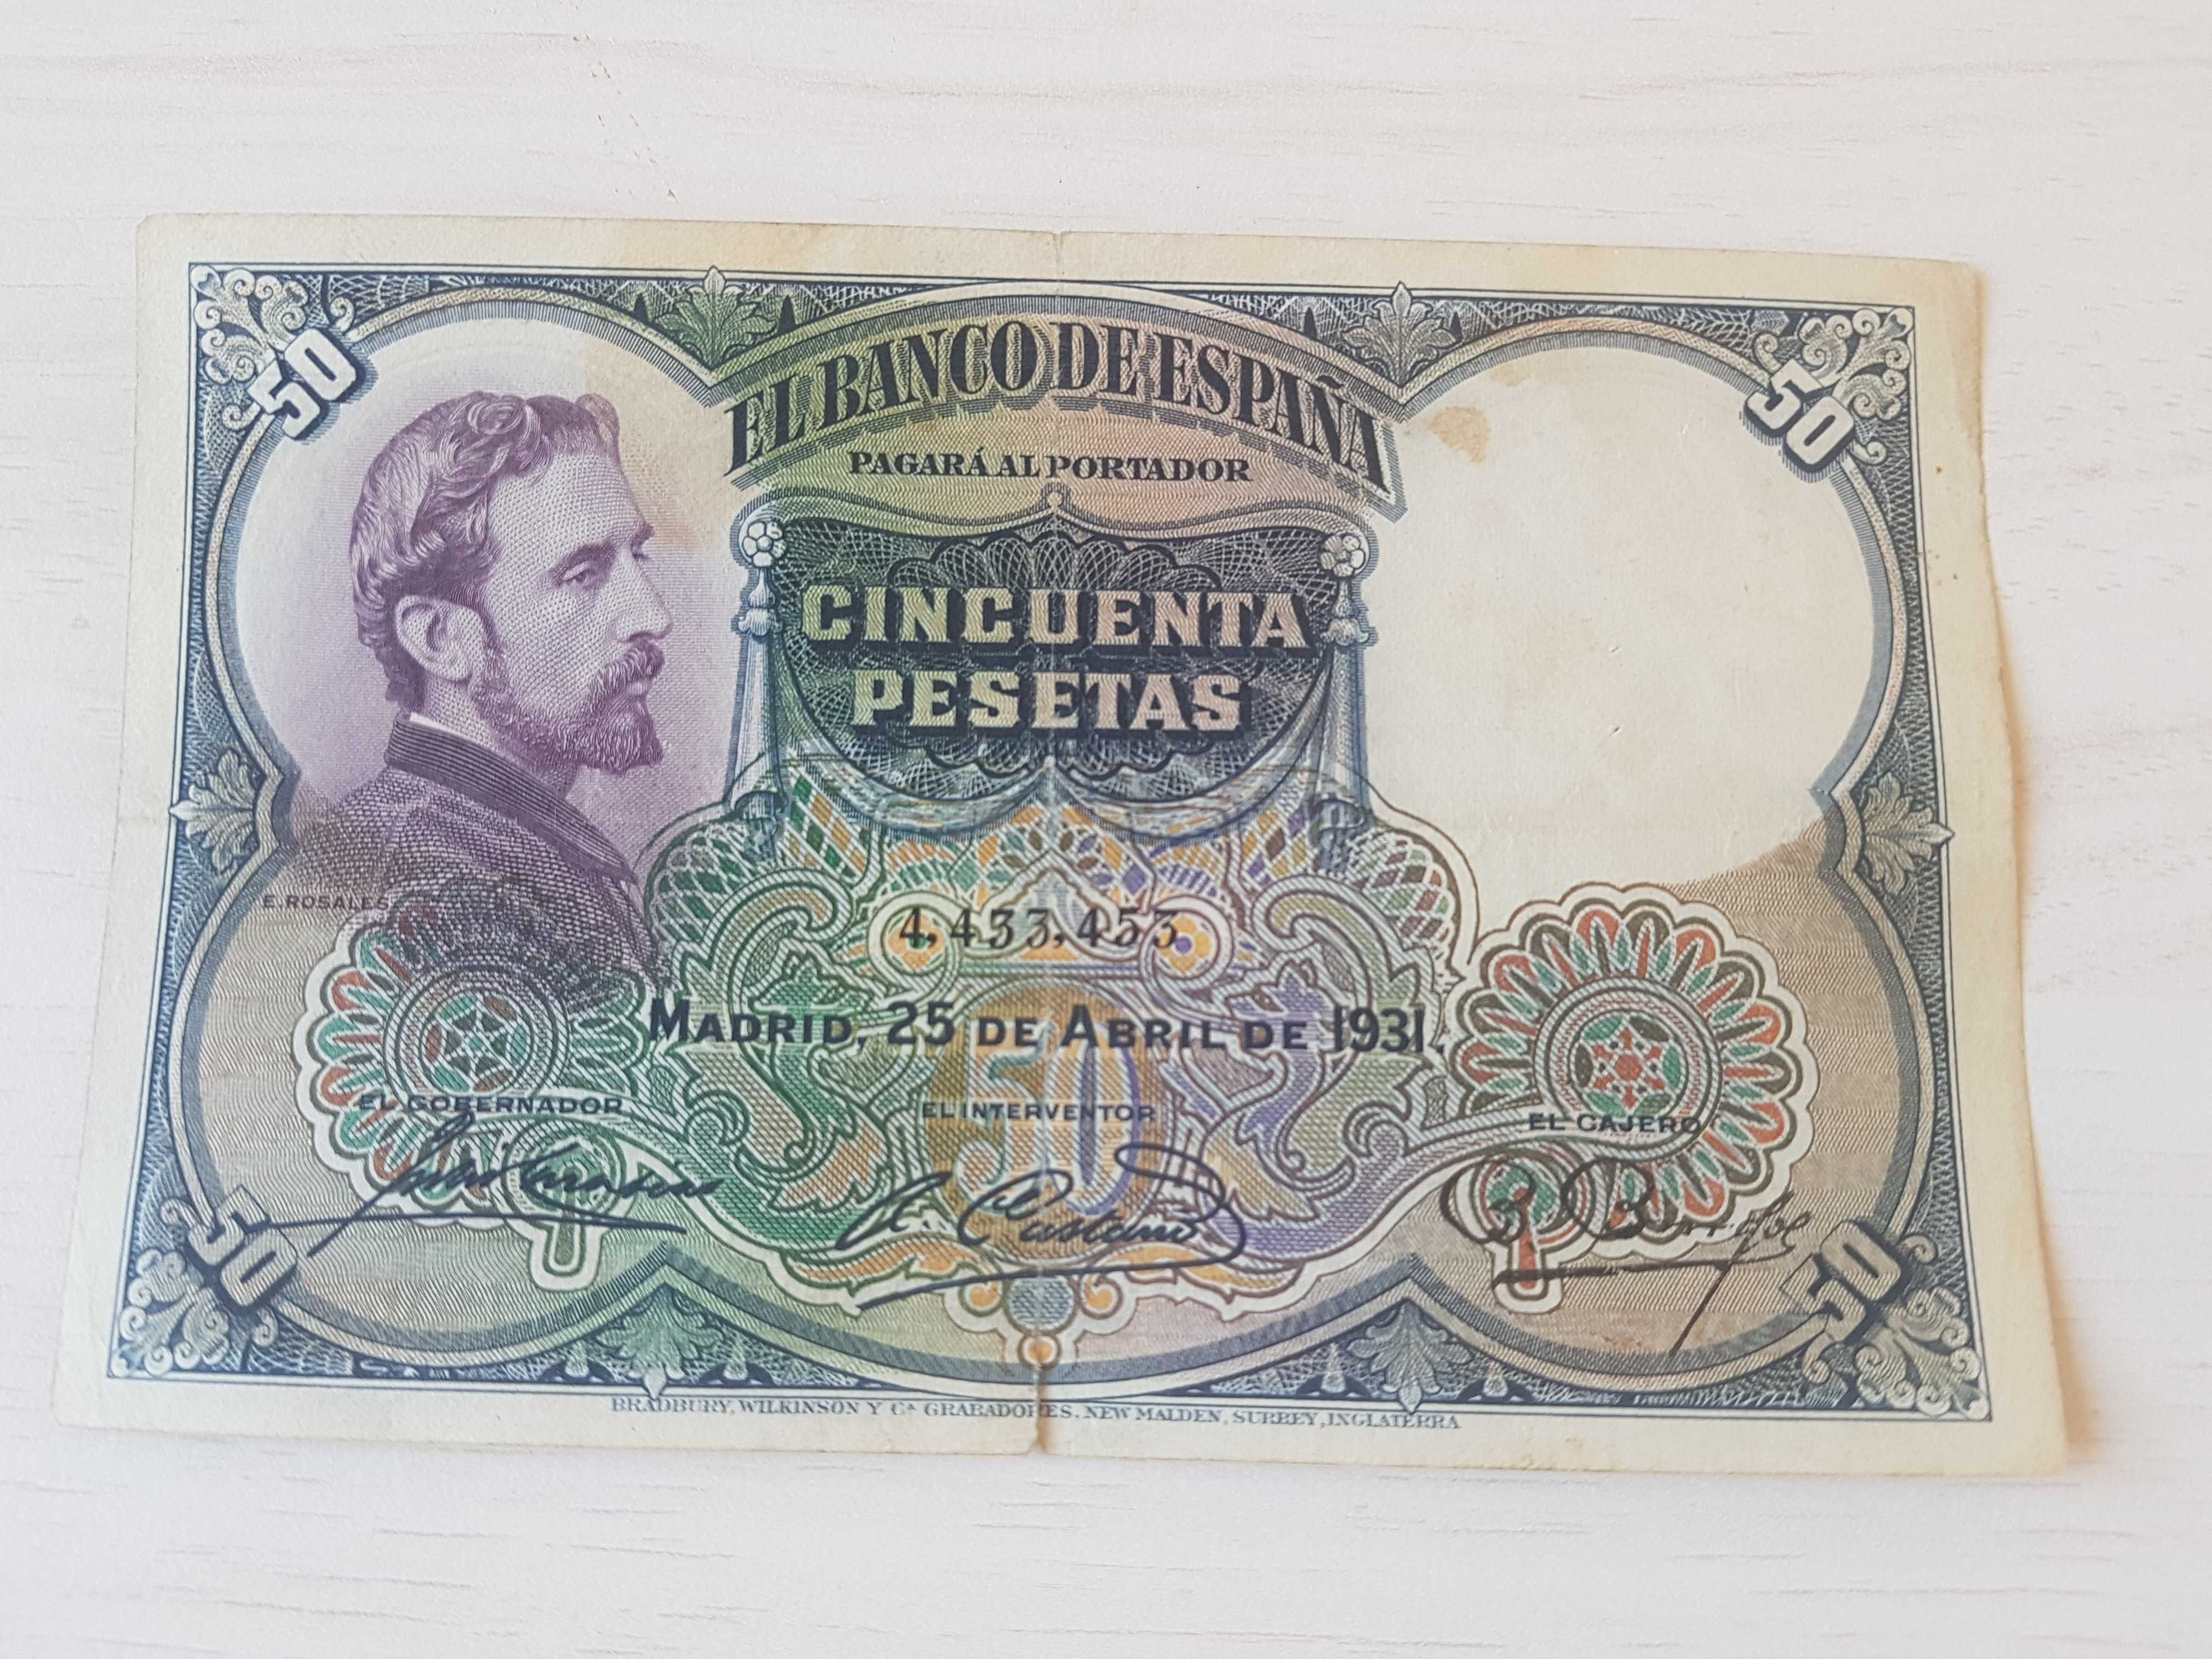 50
50
EL BANCO DE ESPAÑA
PAGARÁ AL PORTADOR
CINCUENTA
PESETAS
E. ROSALES
4,433,453
MADRID, 25 DE ABRIL DE 1931.
50
EL GOBERNADOR
EL INTERVENTOR
EL CAJERO
50
50
BRADBURY, WILKINSON Y Cª GRABADORES. NEW MALDEN, SURREY, INGLATERRA